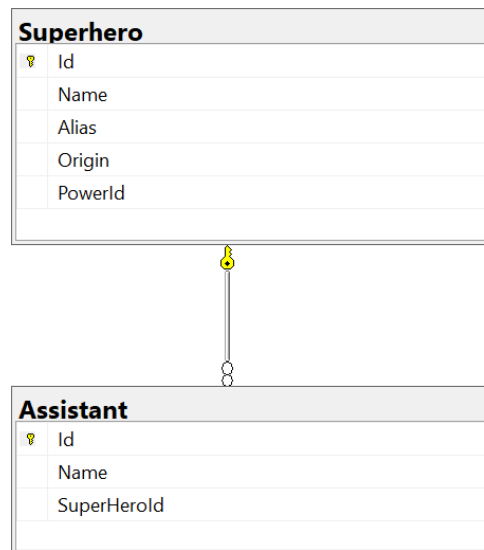 Superhero
Id
Name
Alias
Origin
PowerId
Assistant
Id
Name
SuperHeroId